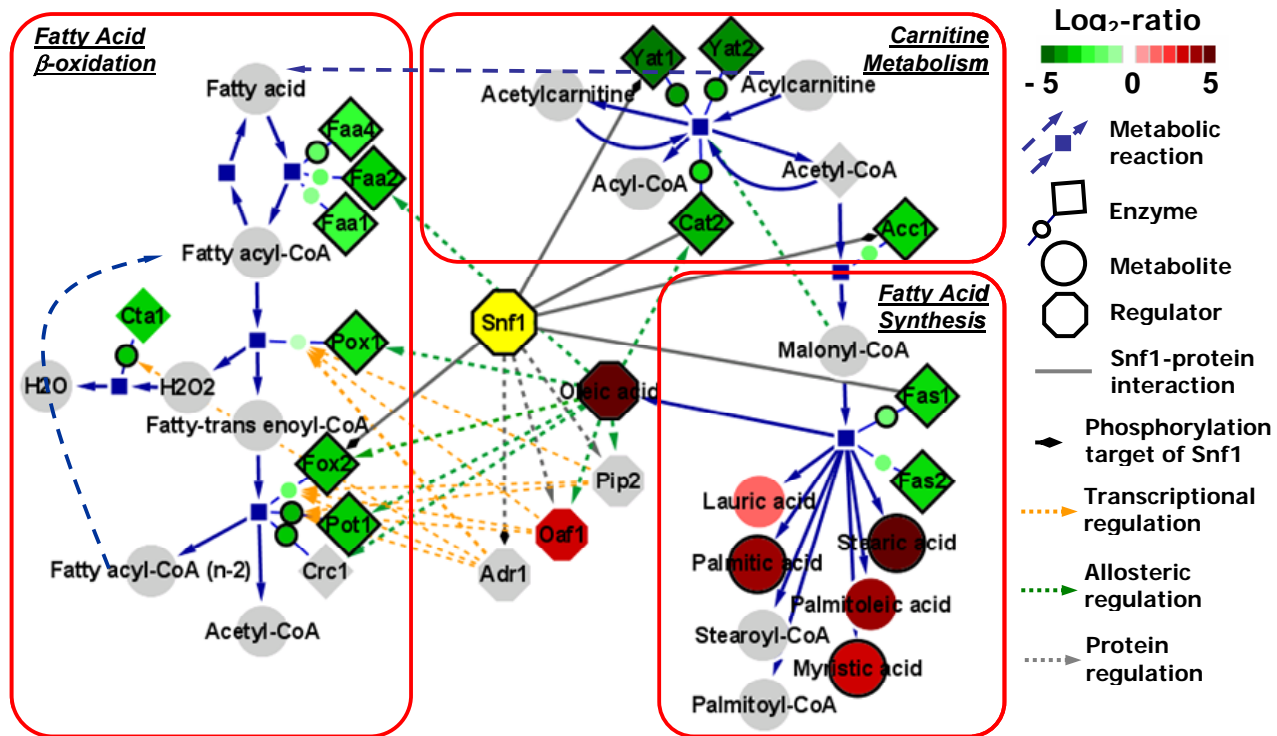 Fatty Acid
β-oxidation
Fatty acid
Faa4
Faa2
Faa1
Fatty acyl-CoA
Cta1
Pox1
H2O
H2O2
Fatty-trans enoyl-CoA
Fox2
Pot1
Crc1
Fatty acyl-CoA (n-2)
Acetyl-CoA
Carnitine
Metabolism
Yat1
Yat2
Acetylcarnitine
Acylcarnitine
Acyl-CoA
Acetyl-CoA
Cat2
Acc1
Snf1
Oleic acid
Pip2
Oaf1
Adr1
Fatty Acid
Synthesis
Malonyl-CoA
Fas1
Fas2
Lauric acid
Stearic acid
Palmitic acid
Palmitoleic acid
Stearoyl-CoA
Myristic acid
Palmitoyl-CoA
Log2-ratio
- 5 0 5
Metabolic
reaction
Enzyme
Metabolite
Regulator
Snf1-protein
interaction
Phosphorylation
target of Snf1
Transcriptional
regulation
Allosteric
regulation
Protein
regulation